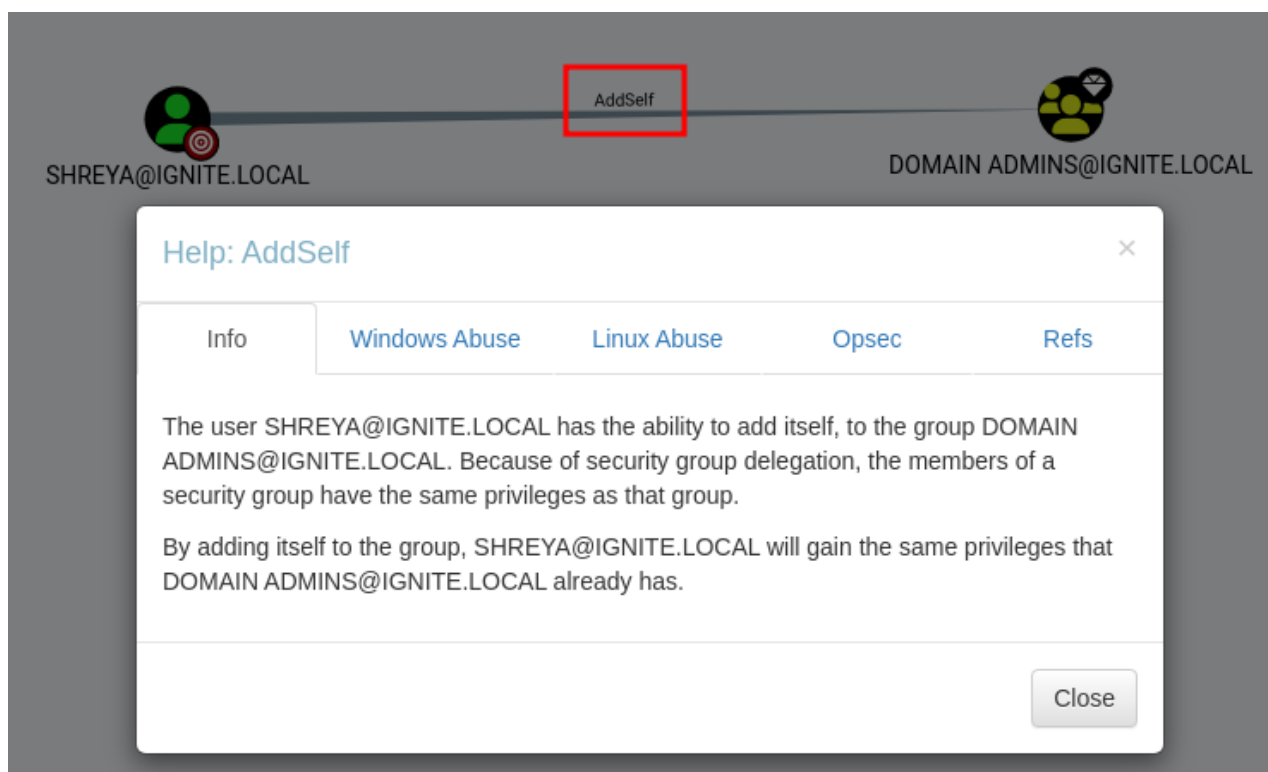 AddSelf
SHREYA@IGNITE.LOCAL
DOMAIN ADMINS@IGNITE.LOCAL
Help: AddSelf
×
Info
Windows Abuse
Linux Abuse
Opsec
Refs
The user SHREYA@IGNITE.LOCAL has the ability to add itself, to the group DOMAIN
ADMINS@IGNITE.LOCAL. Because of security group delegation, the members of a
security group have the same privileges as that group.
By adding itself to the group, SHREYA@IGNITE.LOCAL will gain the same privileges that
DOMAIN ADMINS@IGNITE.LOCAL already has.
Close